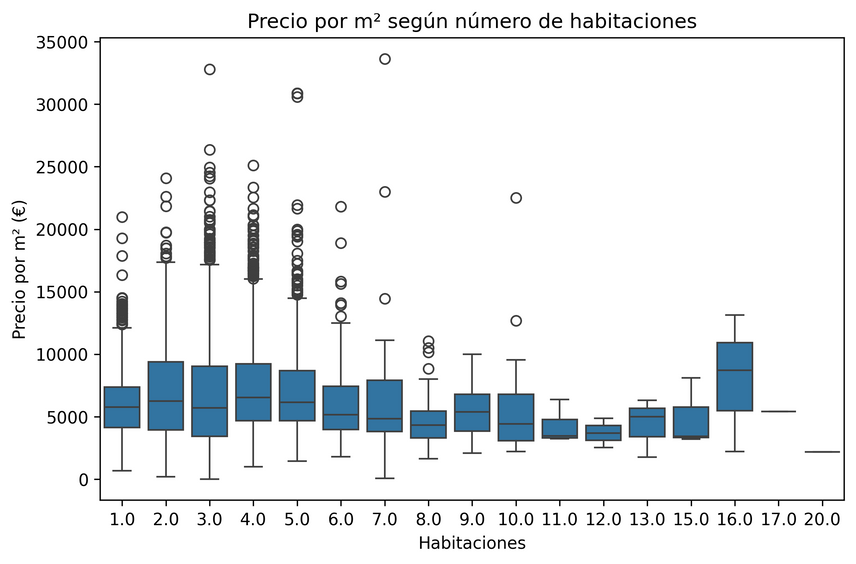 Precio por m² según número de habitaciones
Precio por m² (€)
35000
30000
25000
20000
15000
10000
5000
0
1.0 2.0 3.0 4.0 5.0 6.0 7.0 8.0 9.0 10.0 11.0 12.0 13.0 15.0 16.0 17.0 20.0
Habitaciones